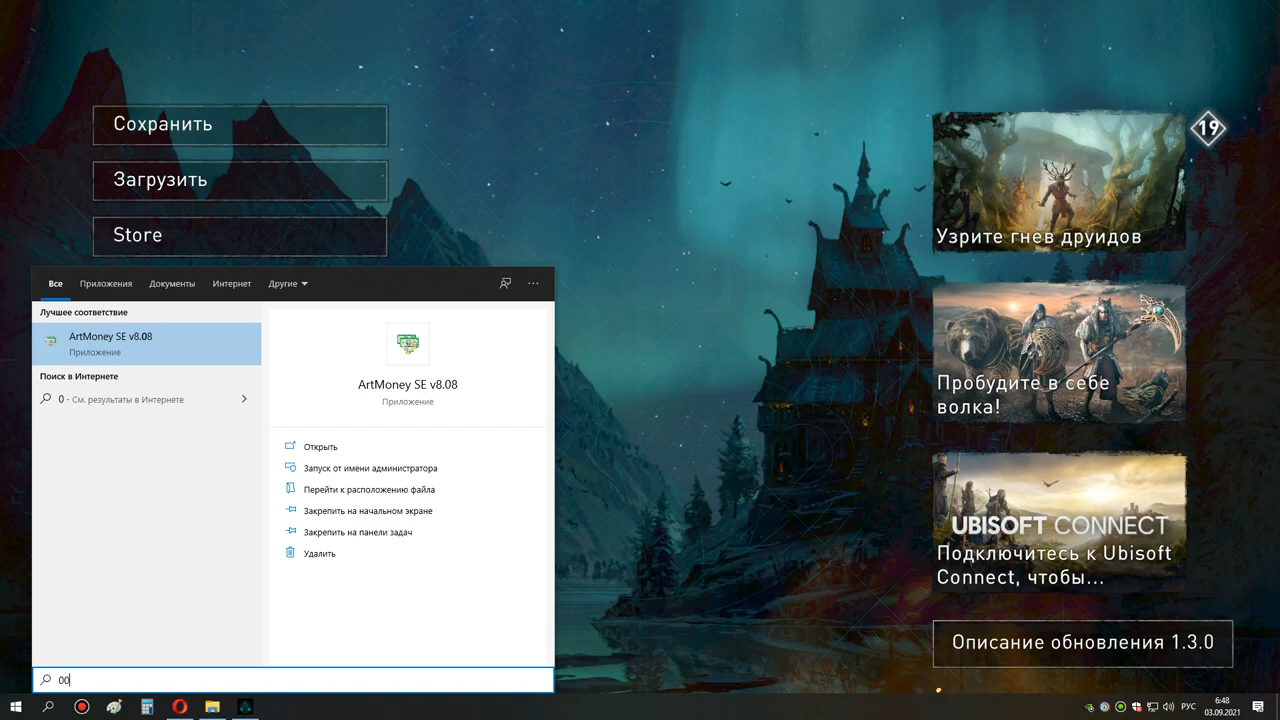 Сохранить
Загрузить
Store
19
Узрите гнев друидов
Пробудите в себе
волка!
UBISOFT CONNECT
Подключитесь к Ubisoft
Connect, чтобы...
Описание обновления 1.3.0
Все
Приложения
Документы
Интернет
Другие
Лучшее соответствие
ArtMoney SE v8.08
Приложение
Поиск в Интернете
0 - См. результаты в Интернете
ArtMoney SE v8.08
Приложение
Открыть
Запуск от имени администратора
Перейти к расположению файла
Закрепить на начальном экране
Закрепить на панели задач
Удалить
00
РУС
6:48
03.09.2021